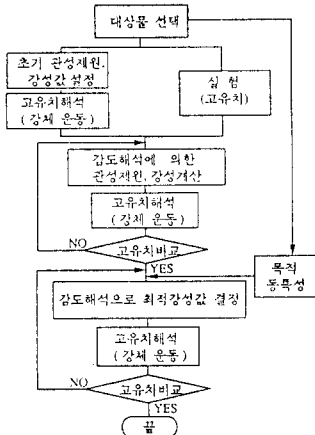 대상물 선택
초기 관성제원,
강성값 설정
고유치해석
(강체 운동)
실 험
(고유치)
감도해석에 의한
관성제원, 강성계산
고유치해석
(강체 운동)
고유치비교
NO
YES
목적
동특성
감도해석으로 최적강성값 결정
고유치해석
(강체 운동)
고유치비교
NO
YES
끝